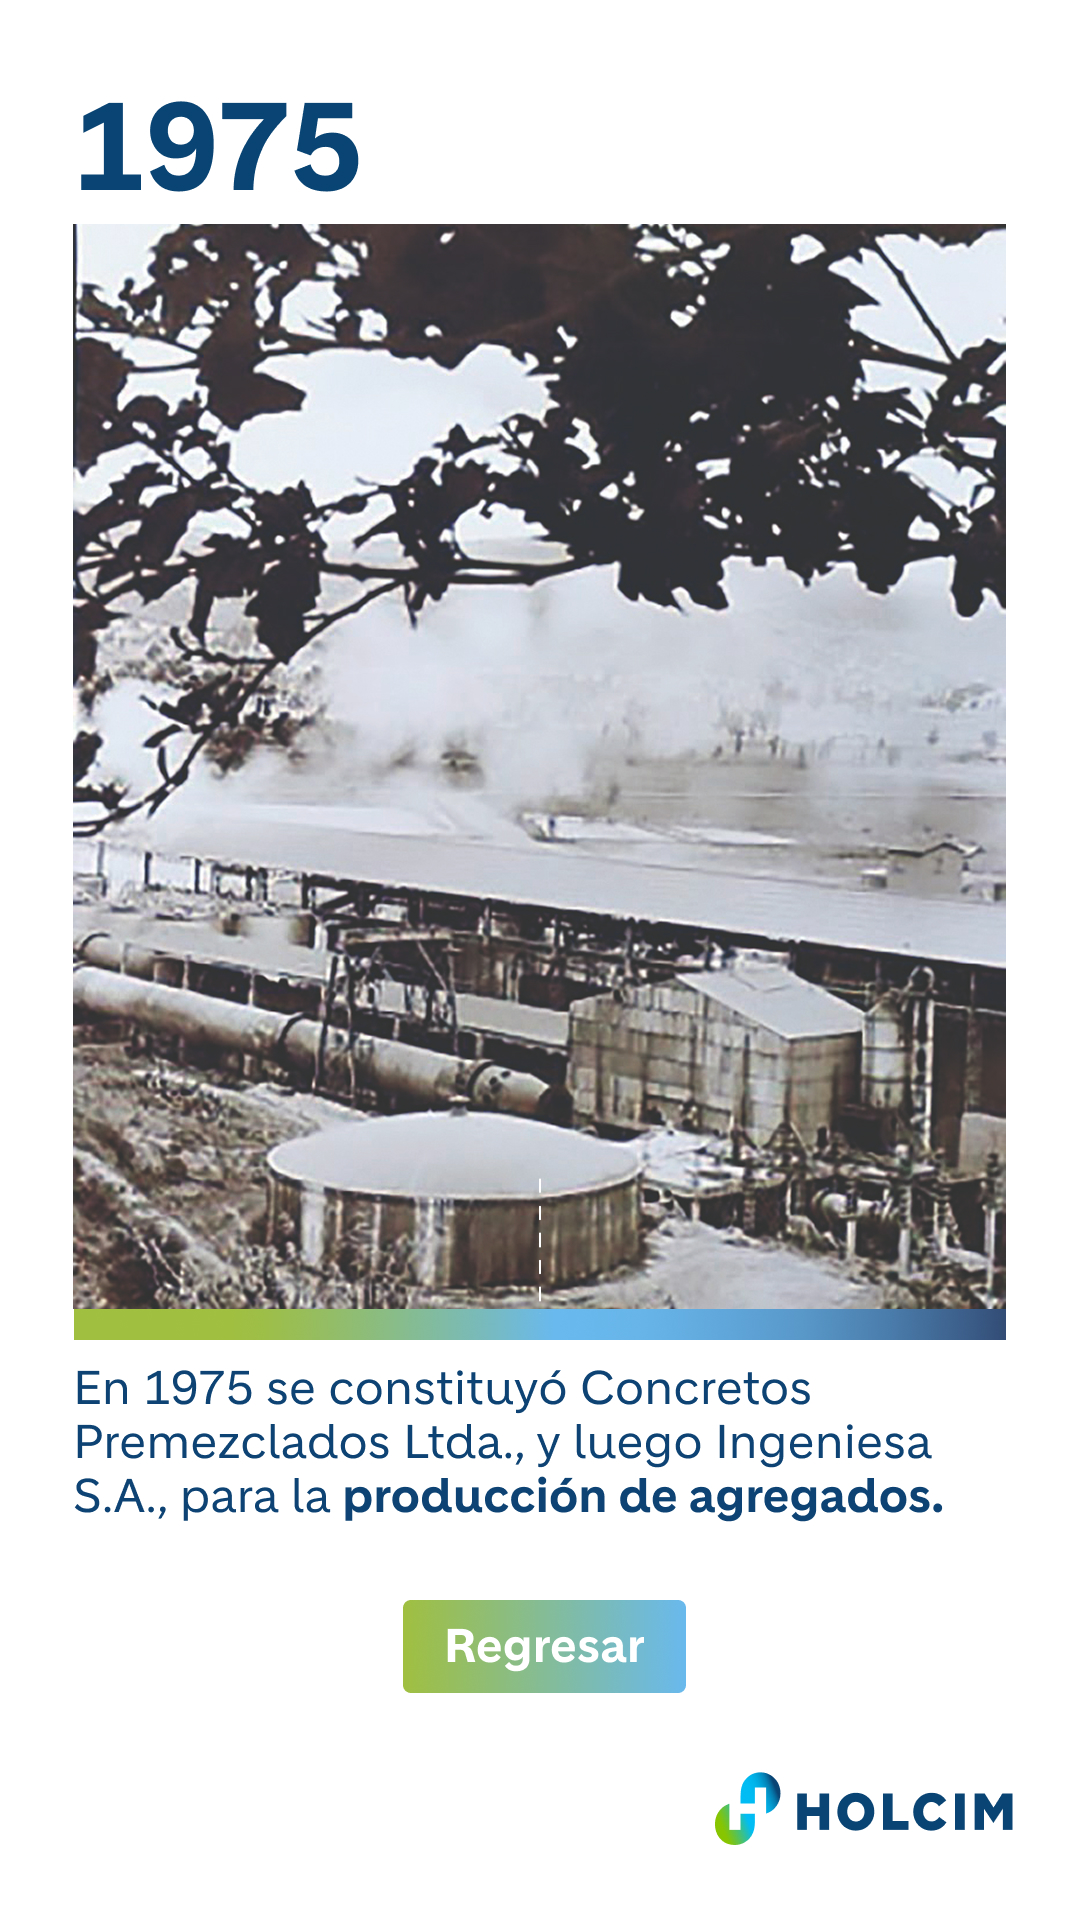 1975
En 1975 se constituyó Concretos
Premezclados Ltda., y luego Ingeniesa
S.A., para la producción de agregados.
Regresar
HOLCIM